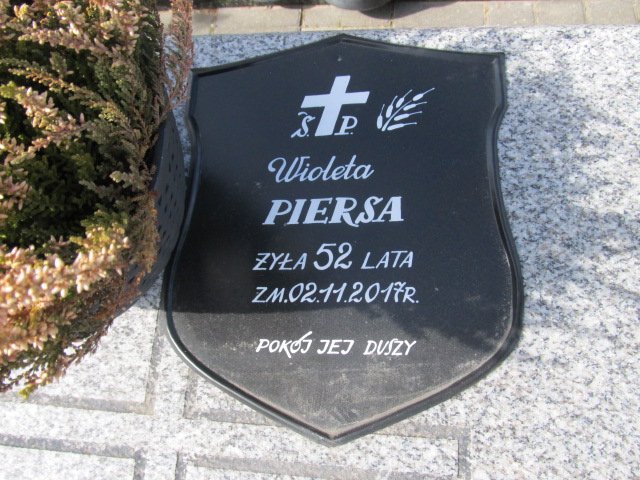 Ś. P.
Wioleta
PIERSA
ŻYŁA 52 LATA
ZM. 02.11.2017R.
POKÓJ JEJ DUSZY